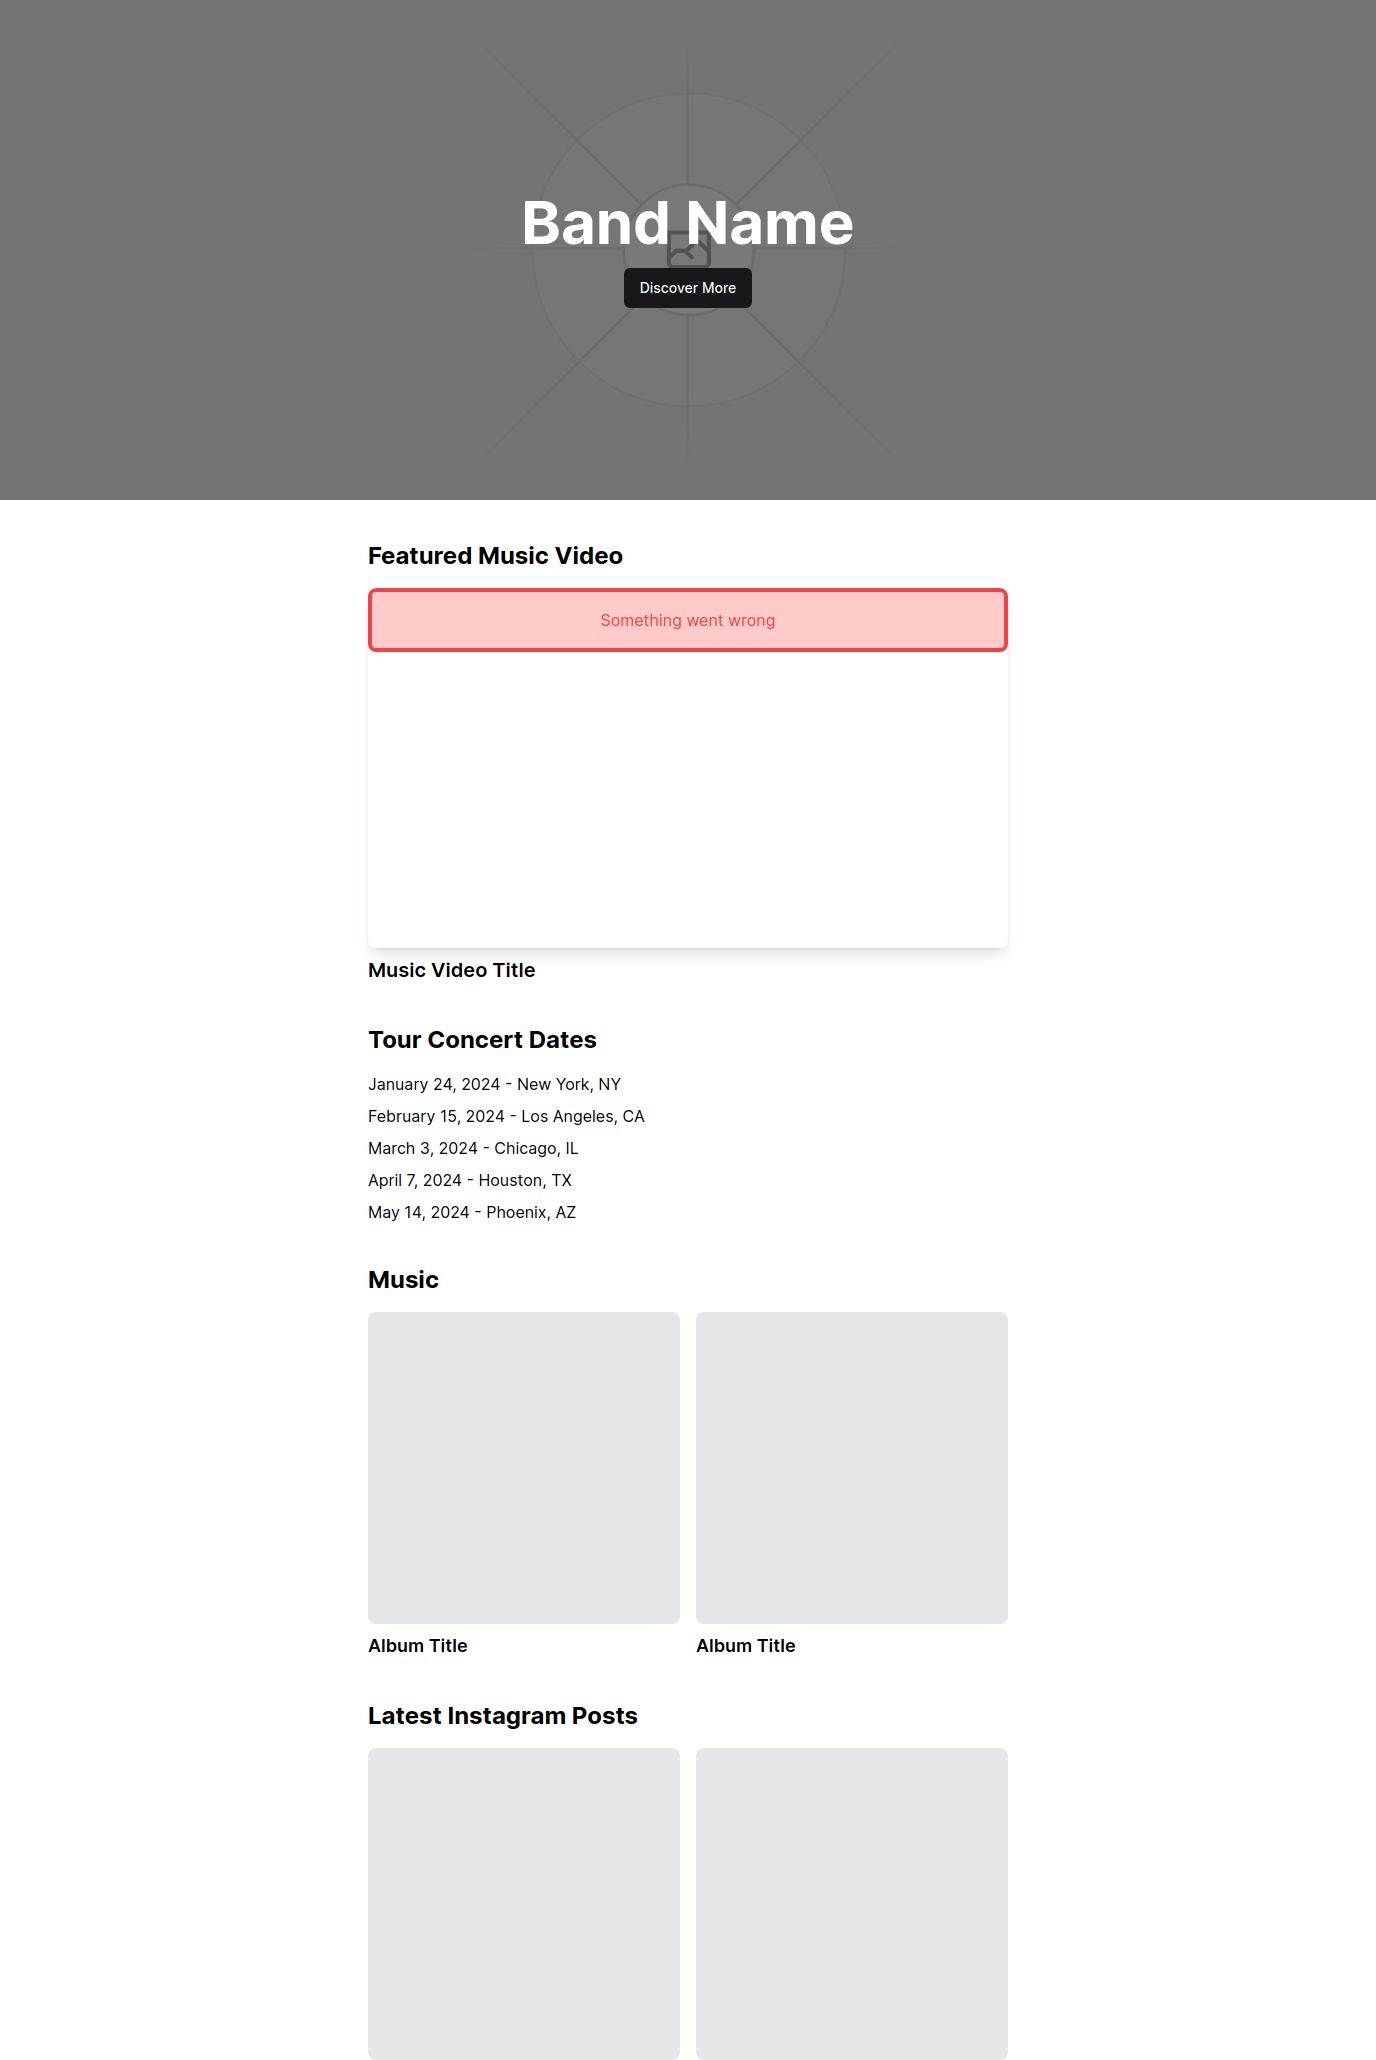 Band Name
Discover More
Featured Music Video
Something went wrong
Music Video Title
Tour Concert Dates
January 24, 2024 - New York, NY
February 15, 2024 - Los Angeles, CA
March 3, 2024 - Chicago, IL
April 7, 2024 - Houston, TX
May 14, 2024 - Phoenix, AZ
Music
Album Title
Album Title
Latest Instagram Posts